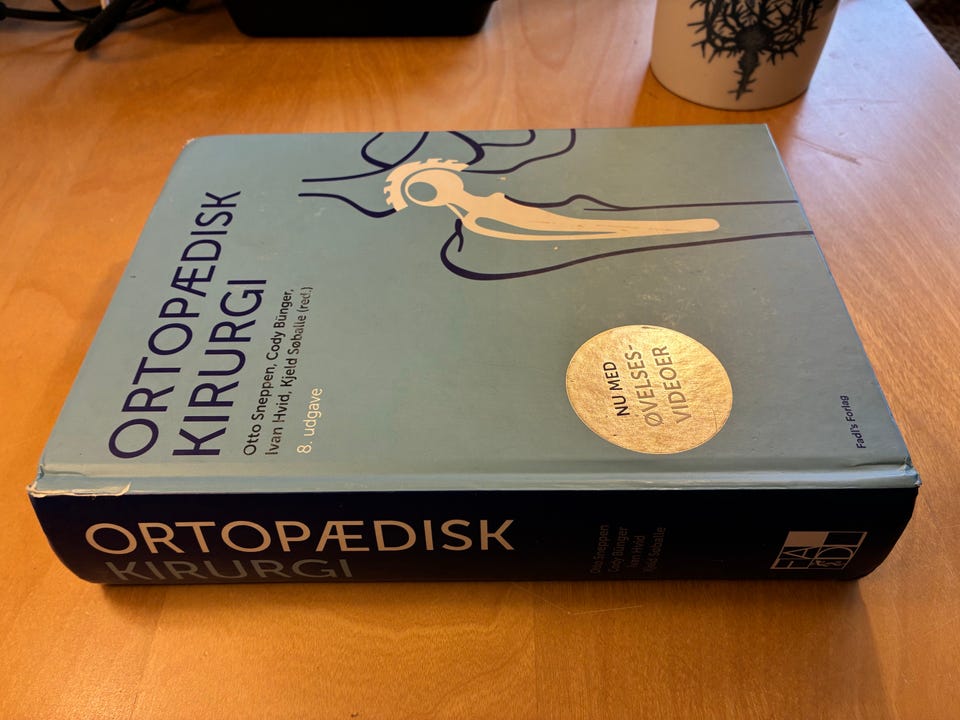 ORTOPÆDISK
KIRURGI
Otto Sneppen, Cody Bünger,
Ivan Hvid, Kjeld Søballe (red.)
8. udgave
NU MED
ØVELSES-
VIDEOER
Fadl's Forlag
ORTOPÆDISK
KIRURGI
Otto Sneppen
Cody Bünger
Ivan Hvid
Kjeld Søballe
FADL